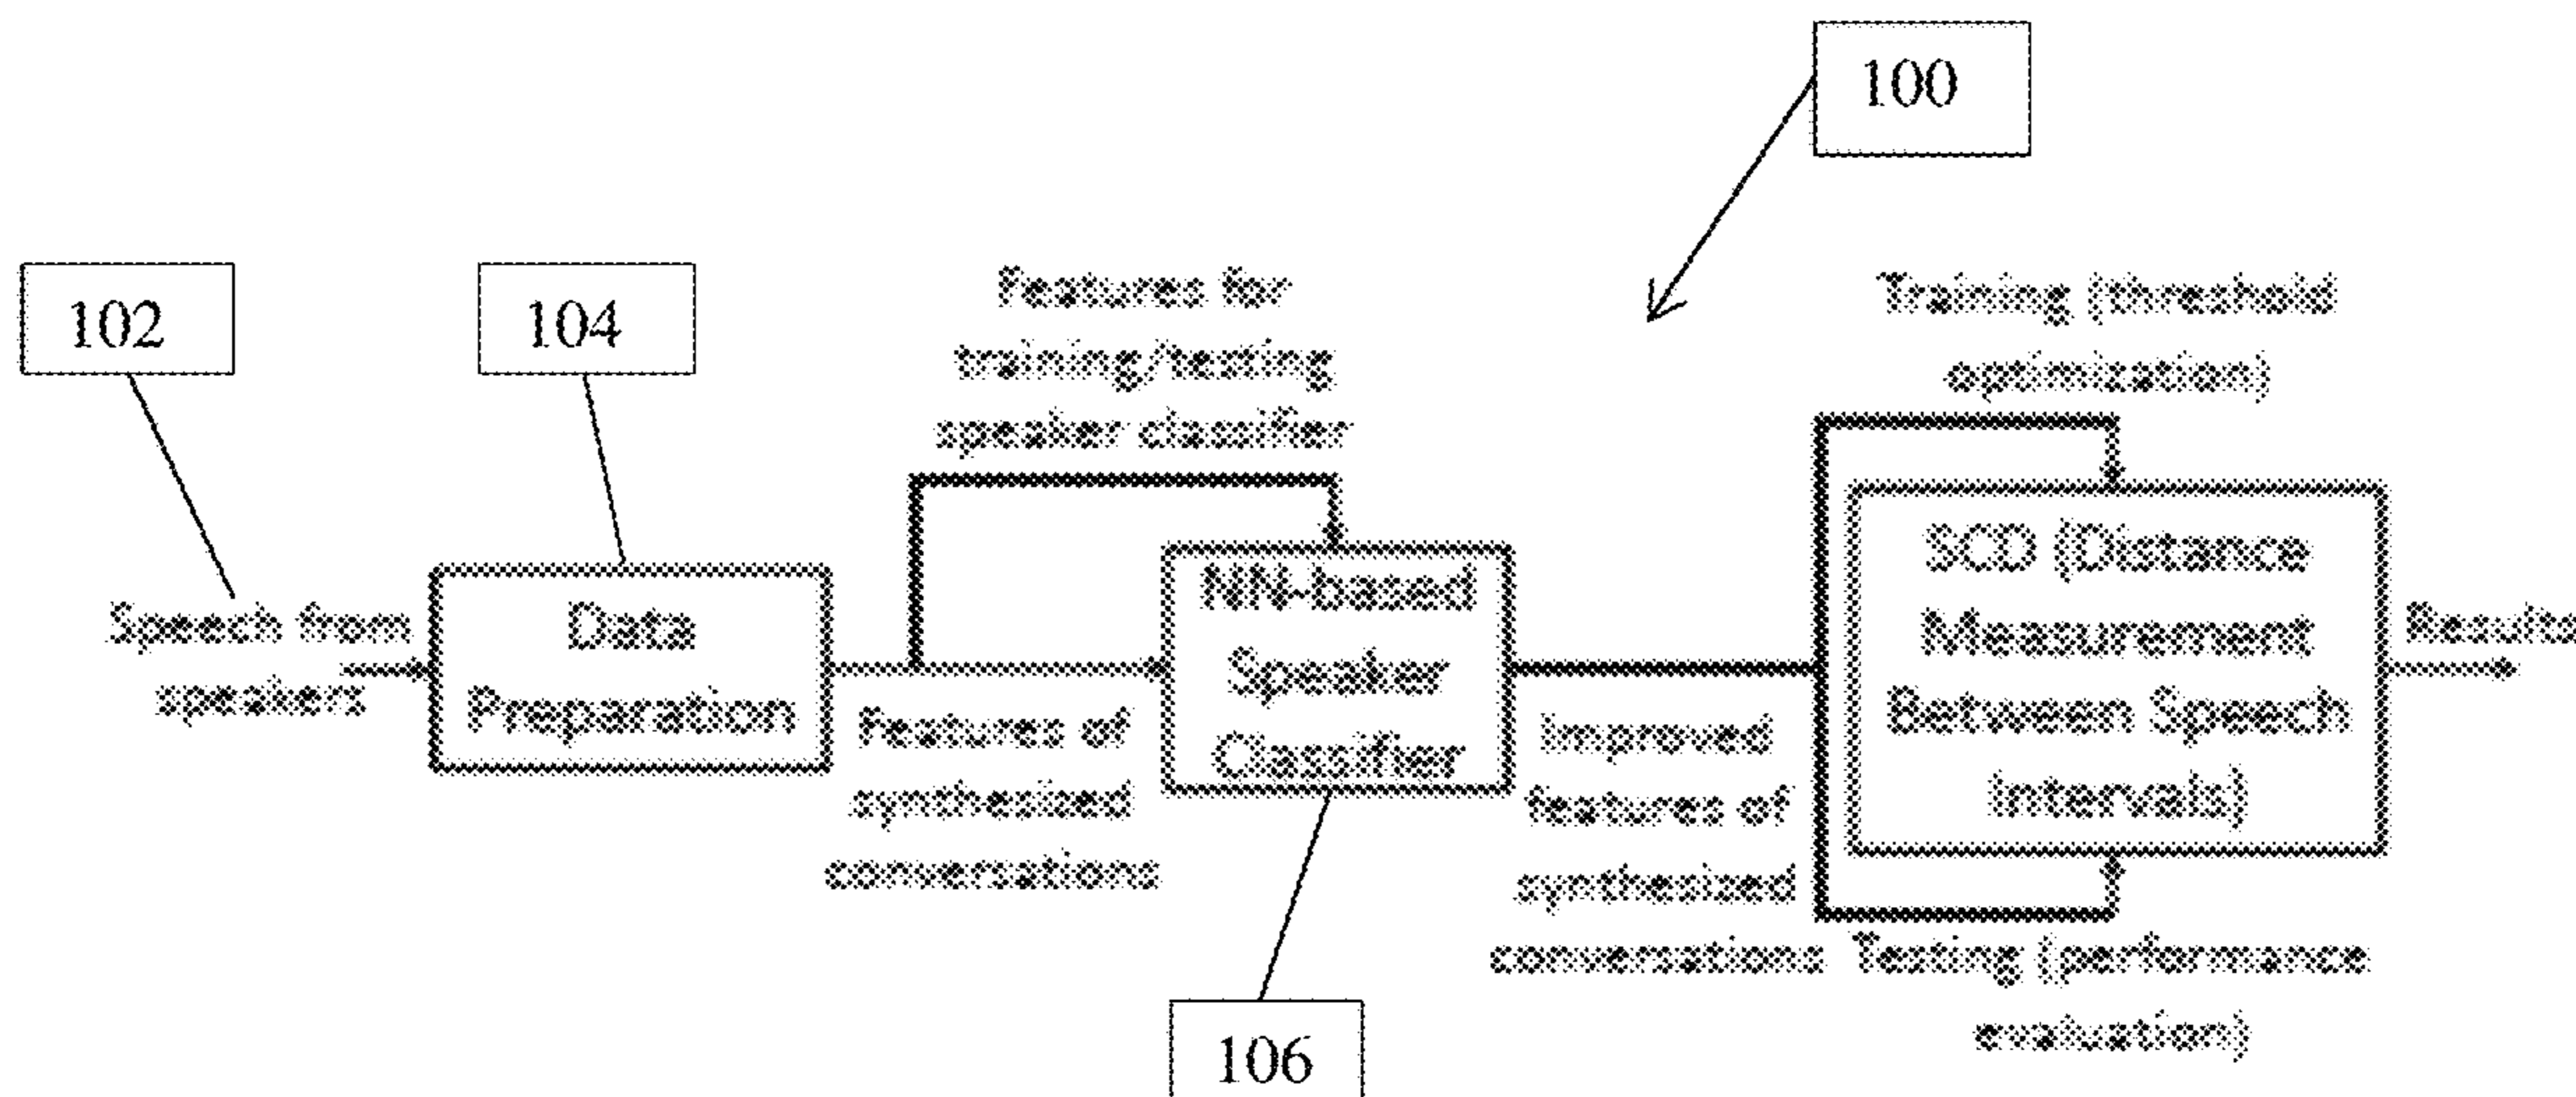 100
102
104
Features for
training/testing
speaker classifier
Training (threshold
optimization)
Speech from
speakers
Data
Preparation
Features of
synthesized
conversations
NN-based
Speaker
Classifier
Improved
features of
synthesized
conversations
SCD (Distance
Measurement
Between Speech
Intervals)
Results
Testing (performance
evaluation)
106